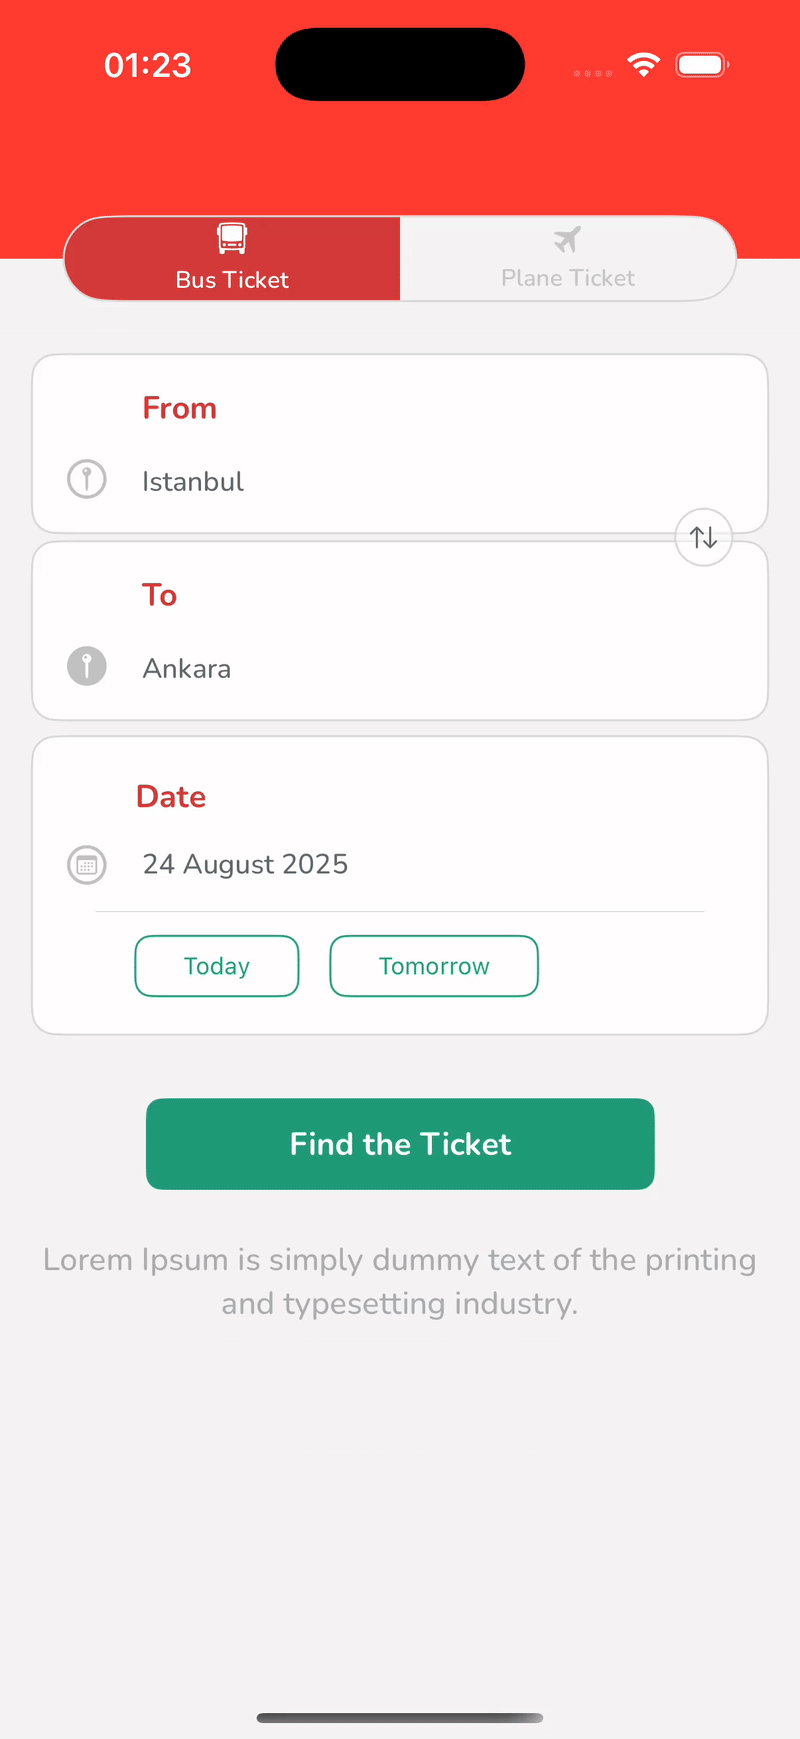 01:23
Bus Ticket
Plane Ticket
From
Istanbul
To
Ankara
Date
24 August 2025
Today
Tomorrow
Find the Ticket
Lorem Ipsum is simply dummy text of the printing
and typesetting industry.